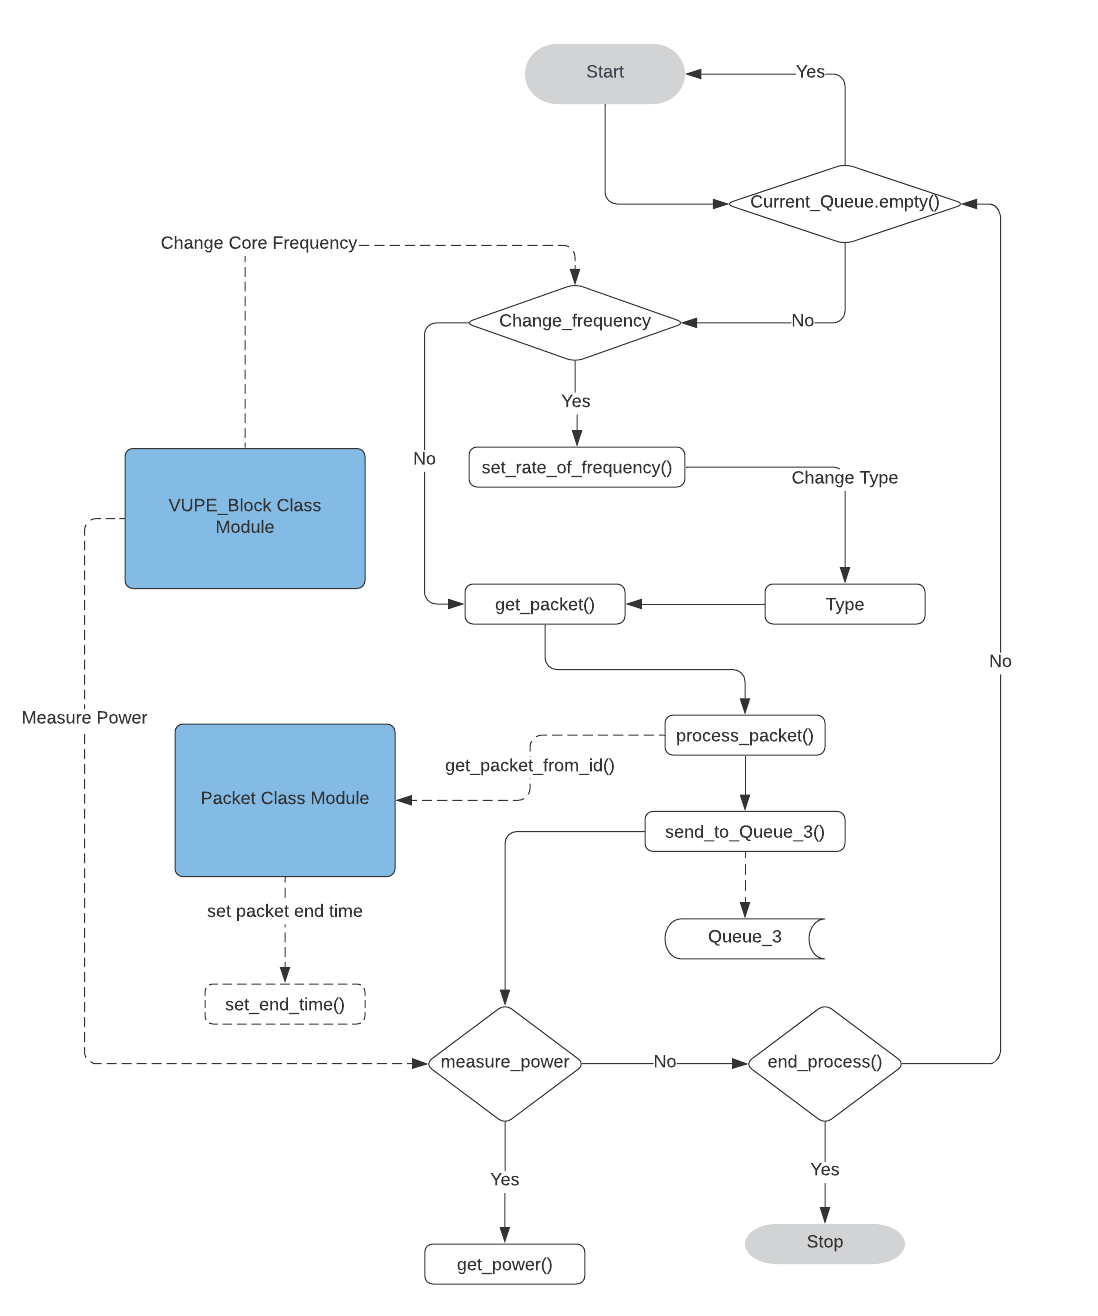 Start
Yes
Current_Queue.empty()
Change Core Frequency
Change_frequency
No
Yes
No
set_rate_of_frequency()
Change Type
VUPE_Block Class
Module
get_packet()
Type
No
Measure Power
process_packet()
get_packet_from_id()
Packet Class Module
send_to_Queue_3()
set packet end time
Queue_3
set_end_time()
measure_power
No
end_process()
Yes
Yes
get_power()
Stop